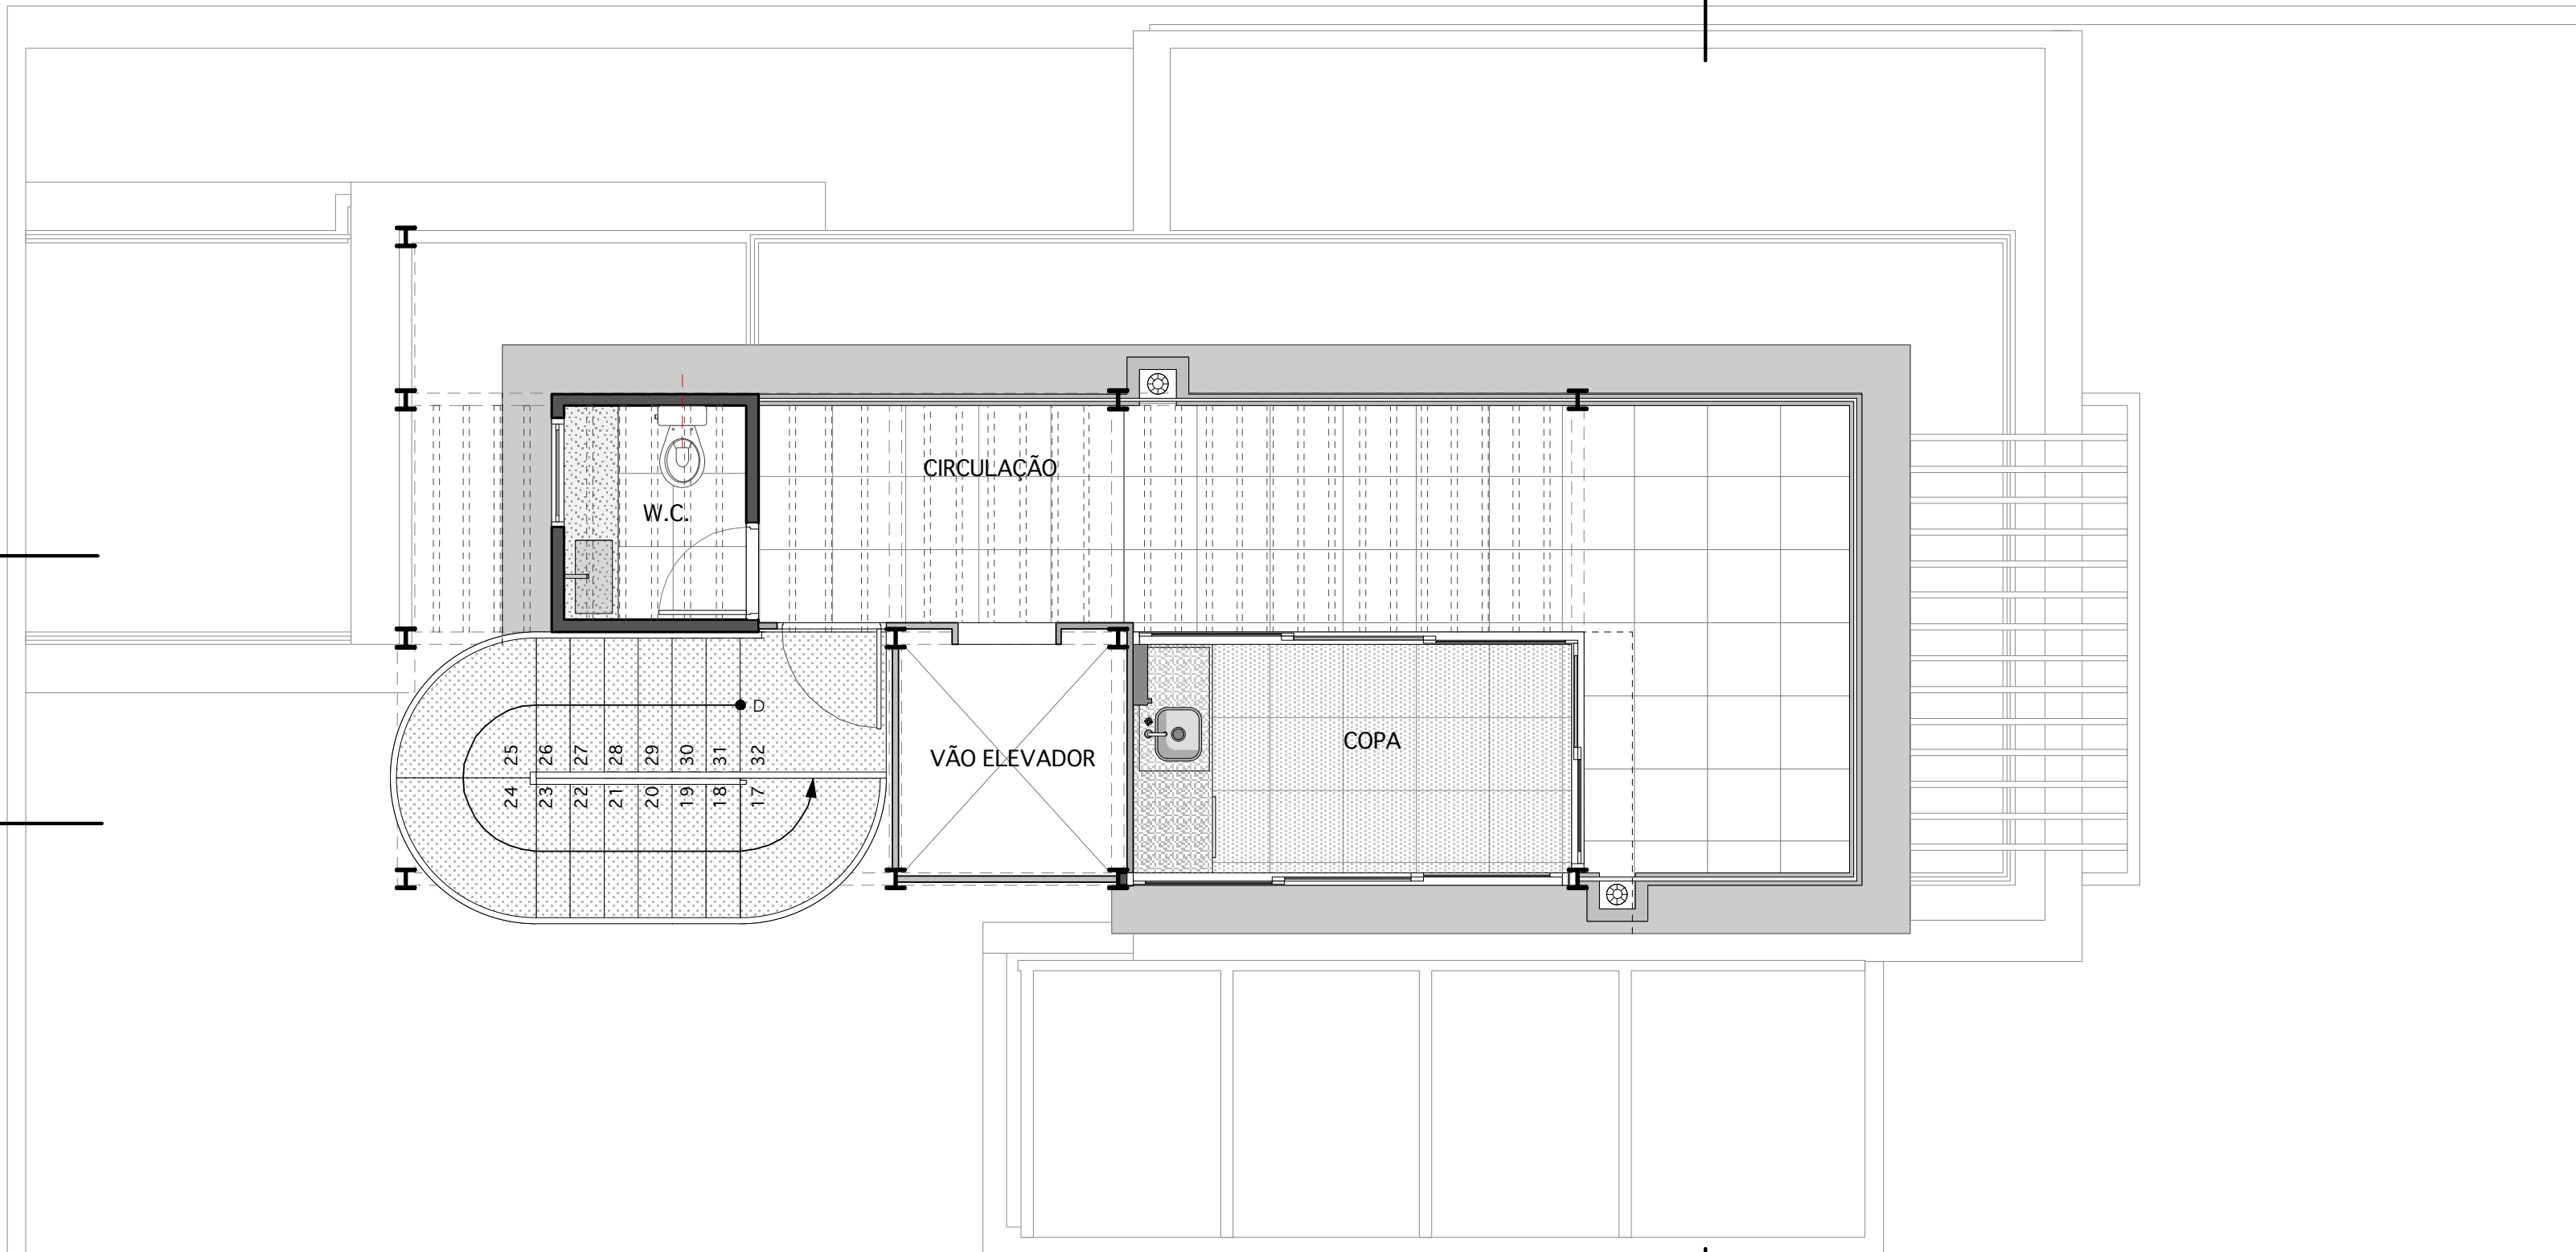 CIRCULAÇÃO
W.C.
D
25 26 27 28 29 30 31 32
24 23 22 21 20 19 18 17
VÃO ELEVADOR
COPA